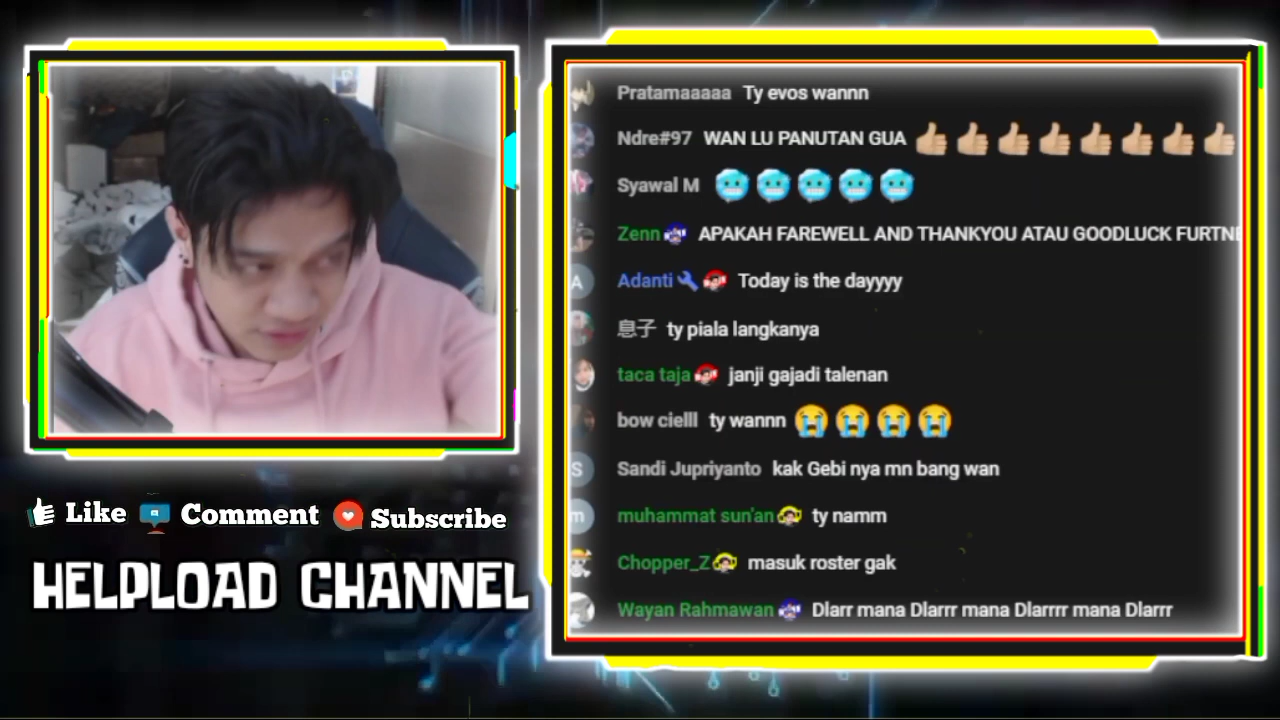 Pratamaaaaa Ty evos wannn
Ndre#97 WAN LU PANUTAN GUA
Syawal M
Zenn APAKAH FAREWELL AND THANKYOU ATAU GOODLUCK FURTNE
A Adanti Today is the dayyyy
息子 ty piala langkanya
taca taja janji gajadi talenan
bow cielll ty wannn
S Sandi Jupriyanto kak Gebi nya mn bang wan
m muhammat sun'an ty namm
Chopper_Z masuk roster gak
Wayan Rahmawan Dlarr mana Dlarrr mana Dlarrrr mana Dlarrr
Like Comment Subscribe
HELPLOAD CHANNEL